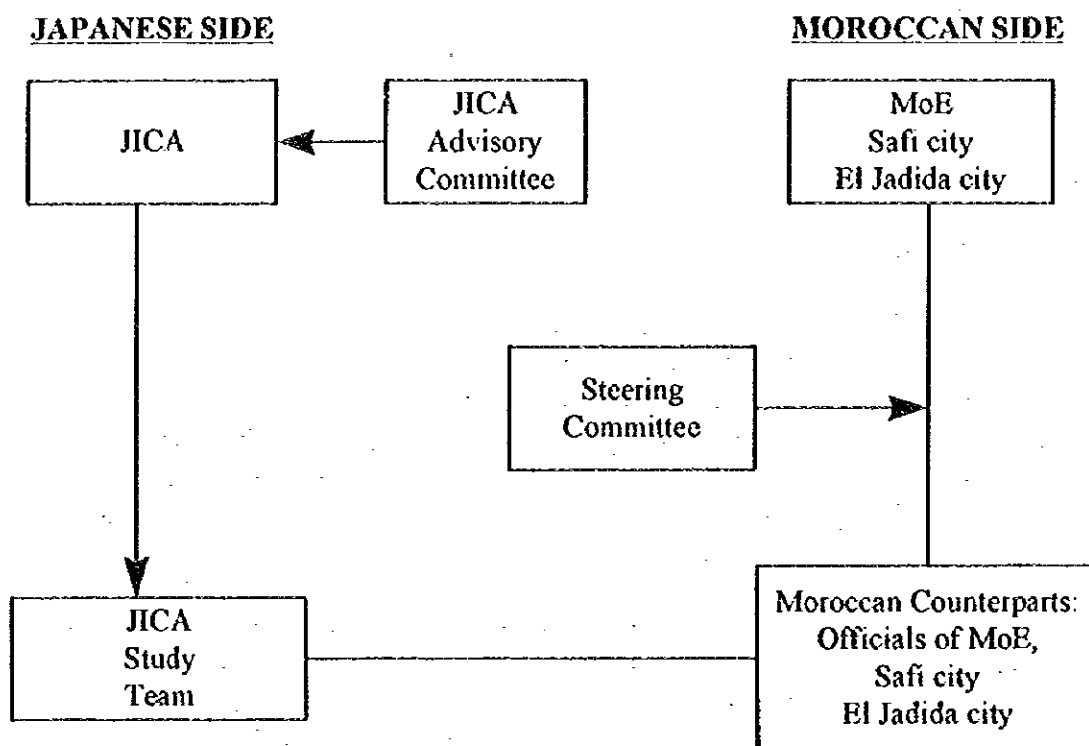 JAPANESE SIDE
MOROCCAN SIDE
JICA
JICA
Advisory
Committee
MoE
Safi city
El Jadida city
Steering
Committee
JICA
Study
Team
Moroccan Counterparts:
Officials of MoE,
Safi city
El Jadida city